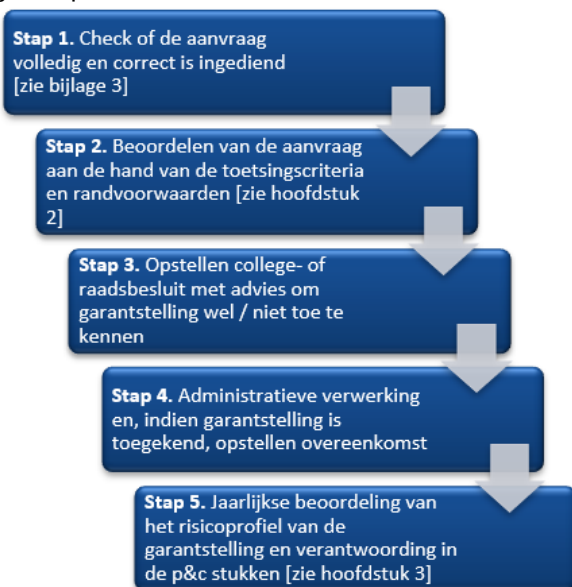 Stap 1. Check of de aanvraag
volledig en correct is ingediend
[zie bijlage 3]
Stap 2. Beoordelen van de aanvraag
aan de hand van de toetsingscriteria
en randvoorwaarden [zie hoofdstuk
2]
Stap 3. Opstellen college- of
raadsbesluit met advies om
garantstelling wel / niet toe te
kennen
Stap 4. Administratieve verwerking
en, indien garantstelling is
toegekend, opstellen overeenkomst
Stap 5. Jaarlijkse beoordeling van
het risicoprofiel van de
garantstelling en verantwoording in
de p&c stukken [zie hoofdstuk 3]